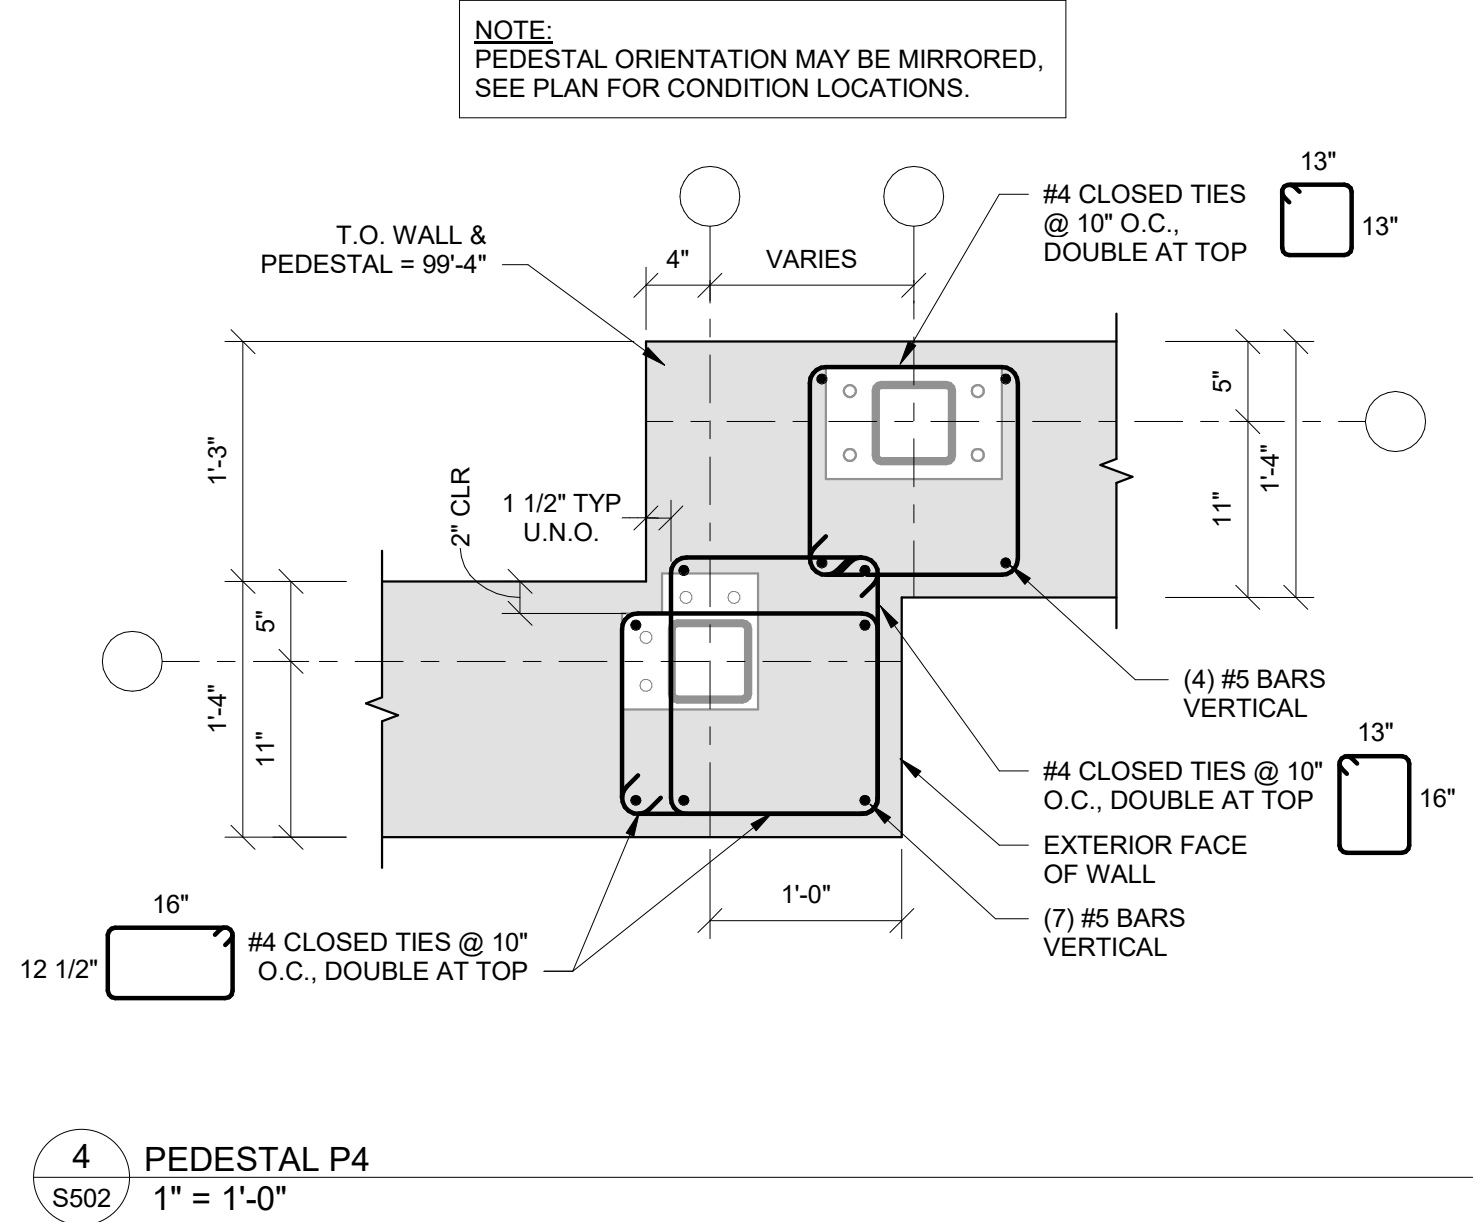 NOTE:
PEDESTAL ORIENTATION MAY BE MIRRORED,
SEE PLAN FOR CONDITION LOCATIONS.
13"
#4 CLOSED TIES
@ 10" O.C.,
DOUBLE AT TOP
13"
T.O. WALL &
PEDESTAL = 99'-4"
4"
VARIES
1'-3"
2" CLR
1 1/2" TYP
U.N.O.
5"
1'-4"
11"
5"
1'-4"
11"
(4) #5 BARS
VERTICAL
13"
#4 CLOSED TIES @ 10"
O.C., DOUBLE AT TOP
16"
EXTERIOR FACE
OF WALL
1'-0"
(7) #5 BARS
VERTICAL
16"
12 1/2"
#4 CLOSED TIES @ 10"
O.C., DOUBLE AT TOP
4
S502
PEDESTAL P4
1" = 1'-0"